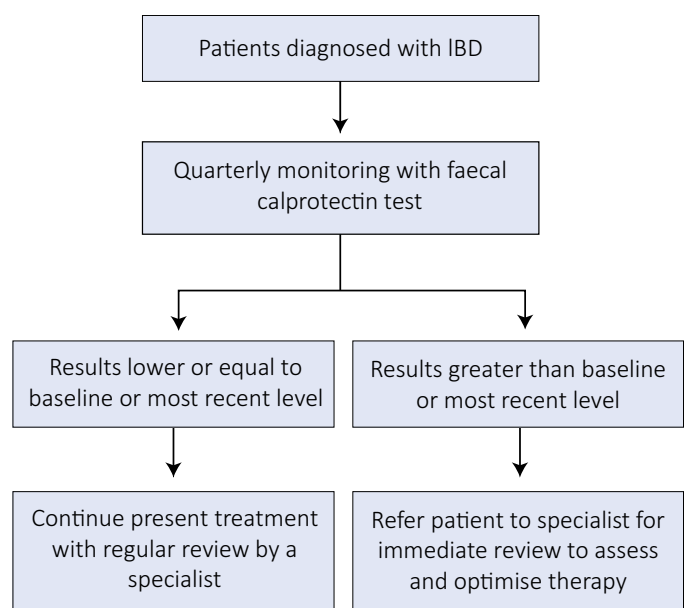 Patients diagnosed with IBD
Quarterly monitoring with faecal
calprotectin test
Results lower or equal to
baseline or most recent level
Results greater than baseline
or most recent level
Continue present treatment
with regular review by a
specialist
Refer patient to specialist for
immediate review to assess
and optimise therapy